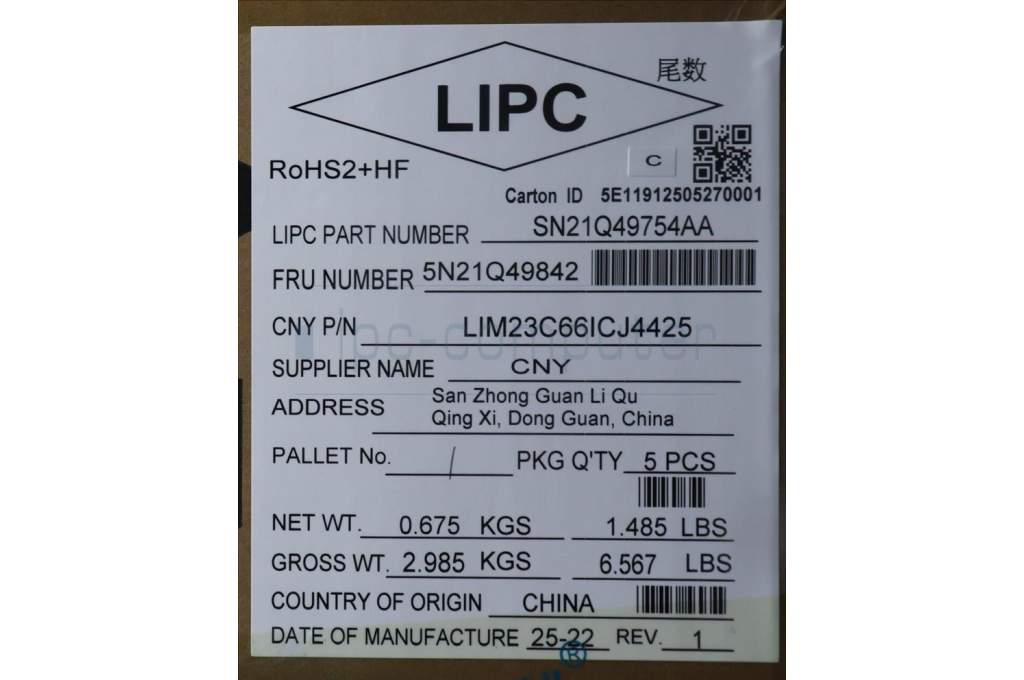 尾数
LIPC
C
RoHS2+HF
Carton ID 5E11912505270001
LIPC PART NUMBER SN21Q49754AA
FRU NUMBER 5N21Q49842
CNY P/N LIM23C66ICJ4425
ipc-computer
SUPPLIER NAME CNY
ADDRESS San Zhong Guan Li Qu
Qing Xi, Dong Guan, China
PALLET No. / PKG Q'TY 5 PCS
NET WT. 0.675 KGS 1.485 LBS
GROSS WT. 2.985 KGS 6.567 LBS
COUNTRY OF ORIGIN CHINA
DATE OF MANUFACTURE 25-22 REV. 1
®